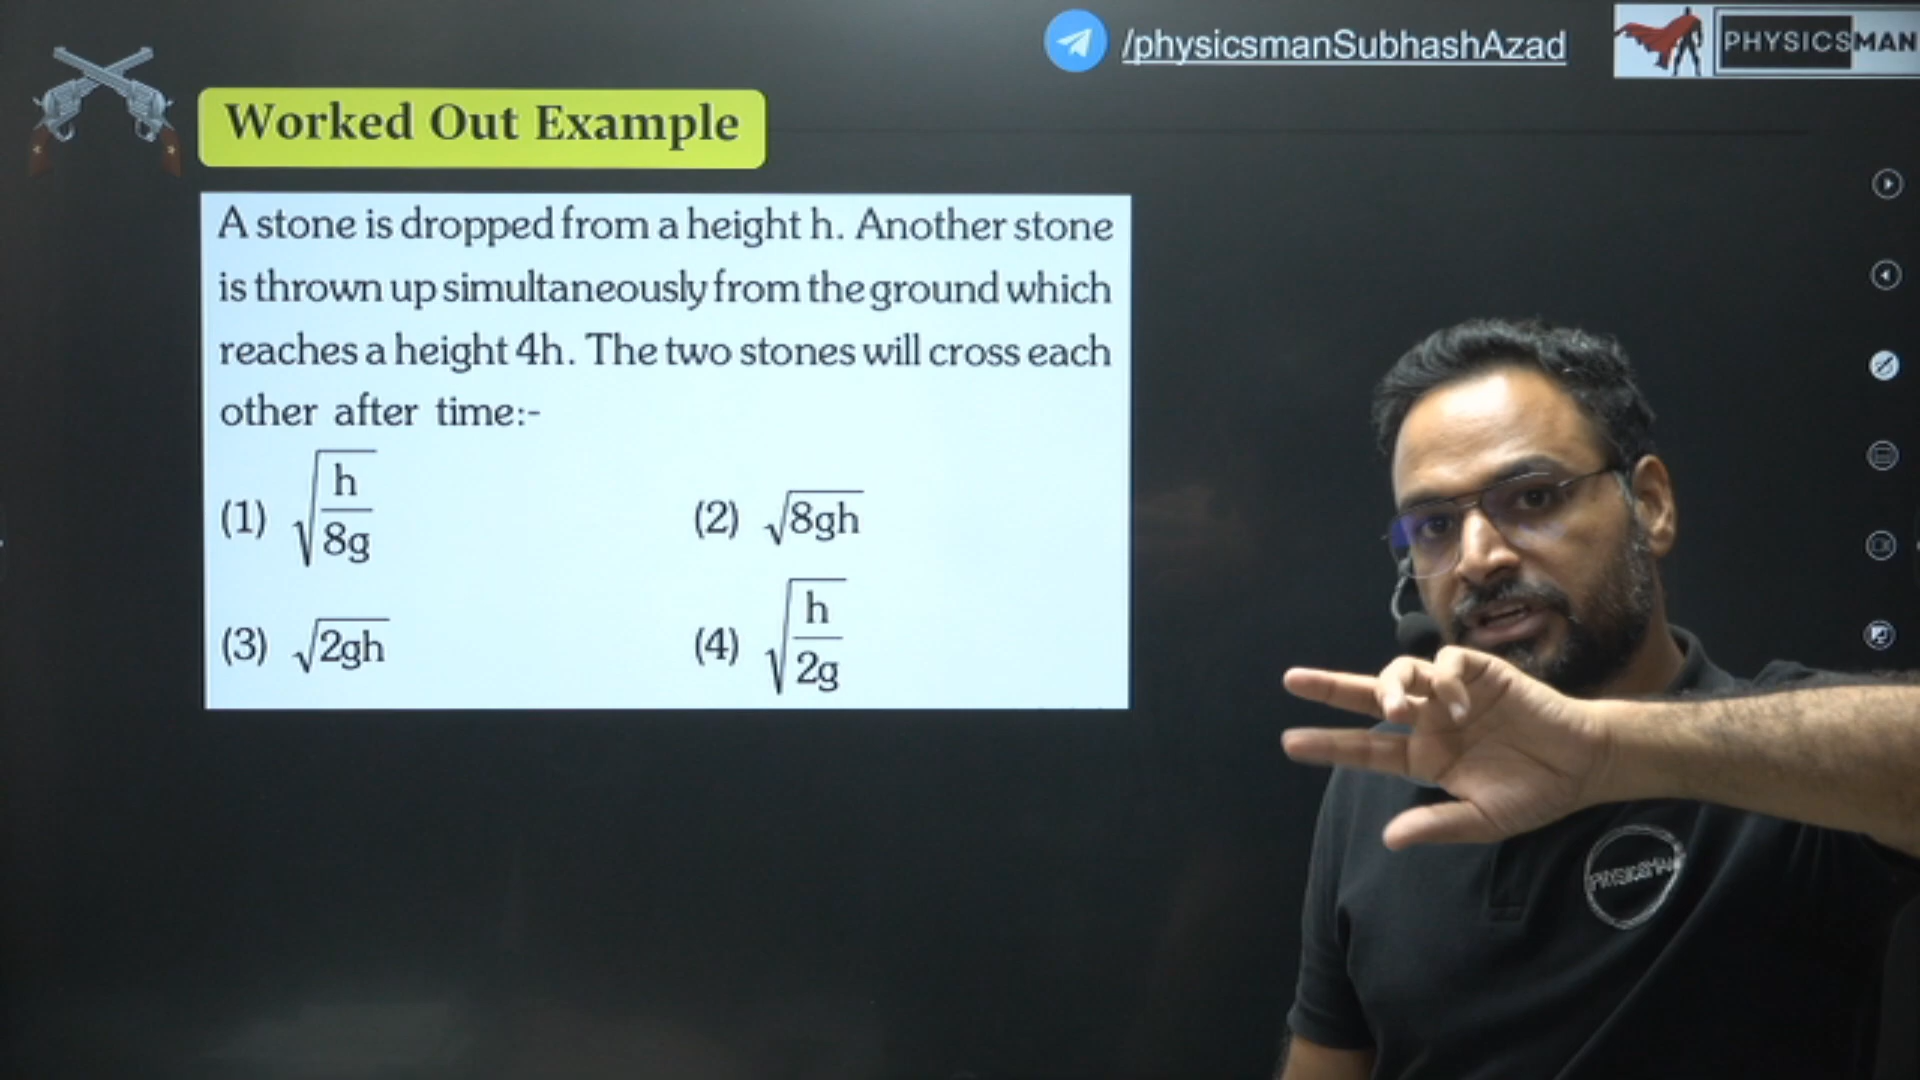 /physicsmanSubhashAzad
PHYSICSMAN
Worked Out Example
A stone is dropped from a height h. Another stone
is thrown up simultaneously from the ground which
reaches a height 4h. The two stones will cross each
other after time:-
(1) √(h/8g) (2) √8gh
(3) √2gh (4) √(h/2g)
PHYSICSMAN